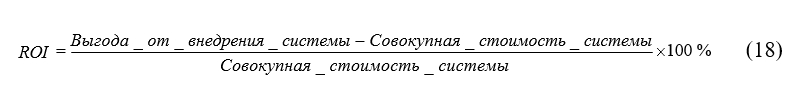 ROI = Выгода _ от _ внедрения _ системы – Совокупная _ стоимость _ системы
Совокупная _ стоимость _ системы
×100 % (18)